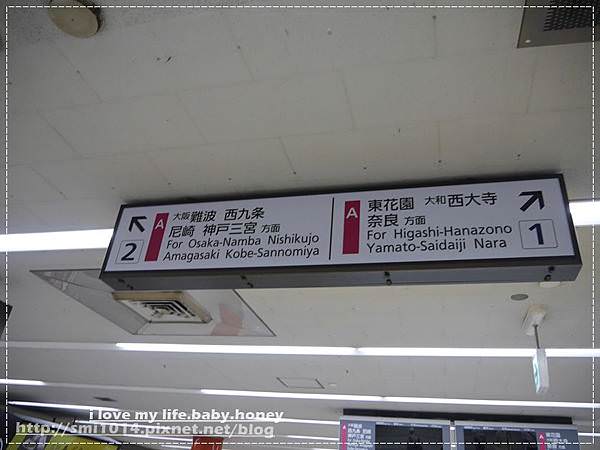 A
大阪難波 西九条
尼崎 神戸三宮 方面
2
For Osaka-Namba Nishikujo
Amagasaki Kobe-Sannomiya
A
東花園 大和西大寺
奈良 方面
For Higashi-Hanazono
Yamato-Saidaiji Nara
1
i love my life.baby.honey
http://smi1014.pixnet.net/blog